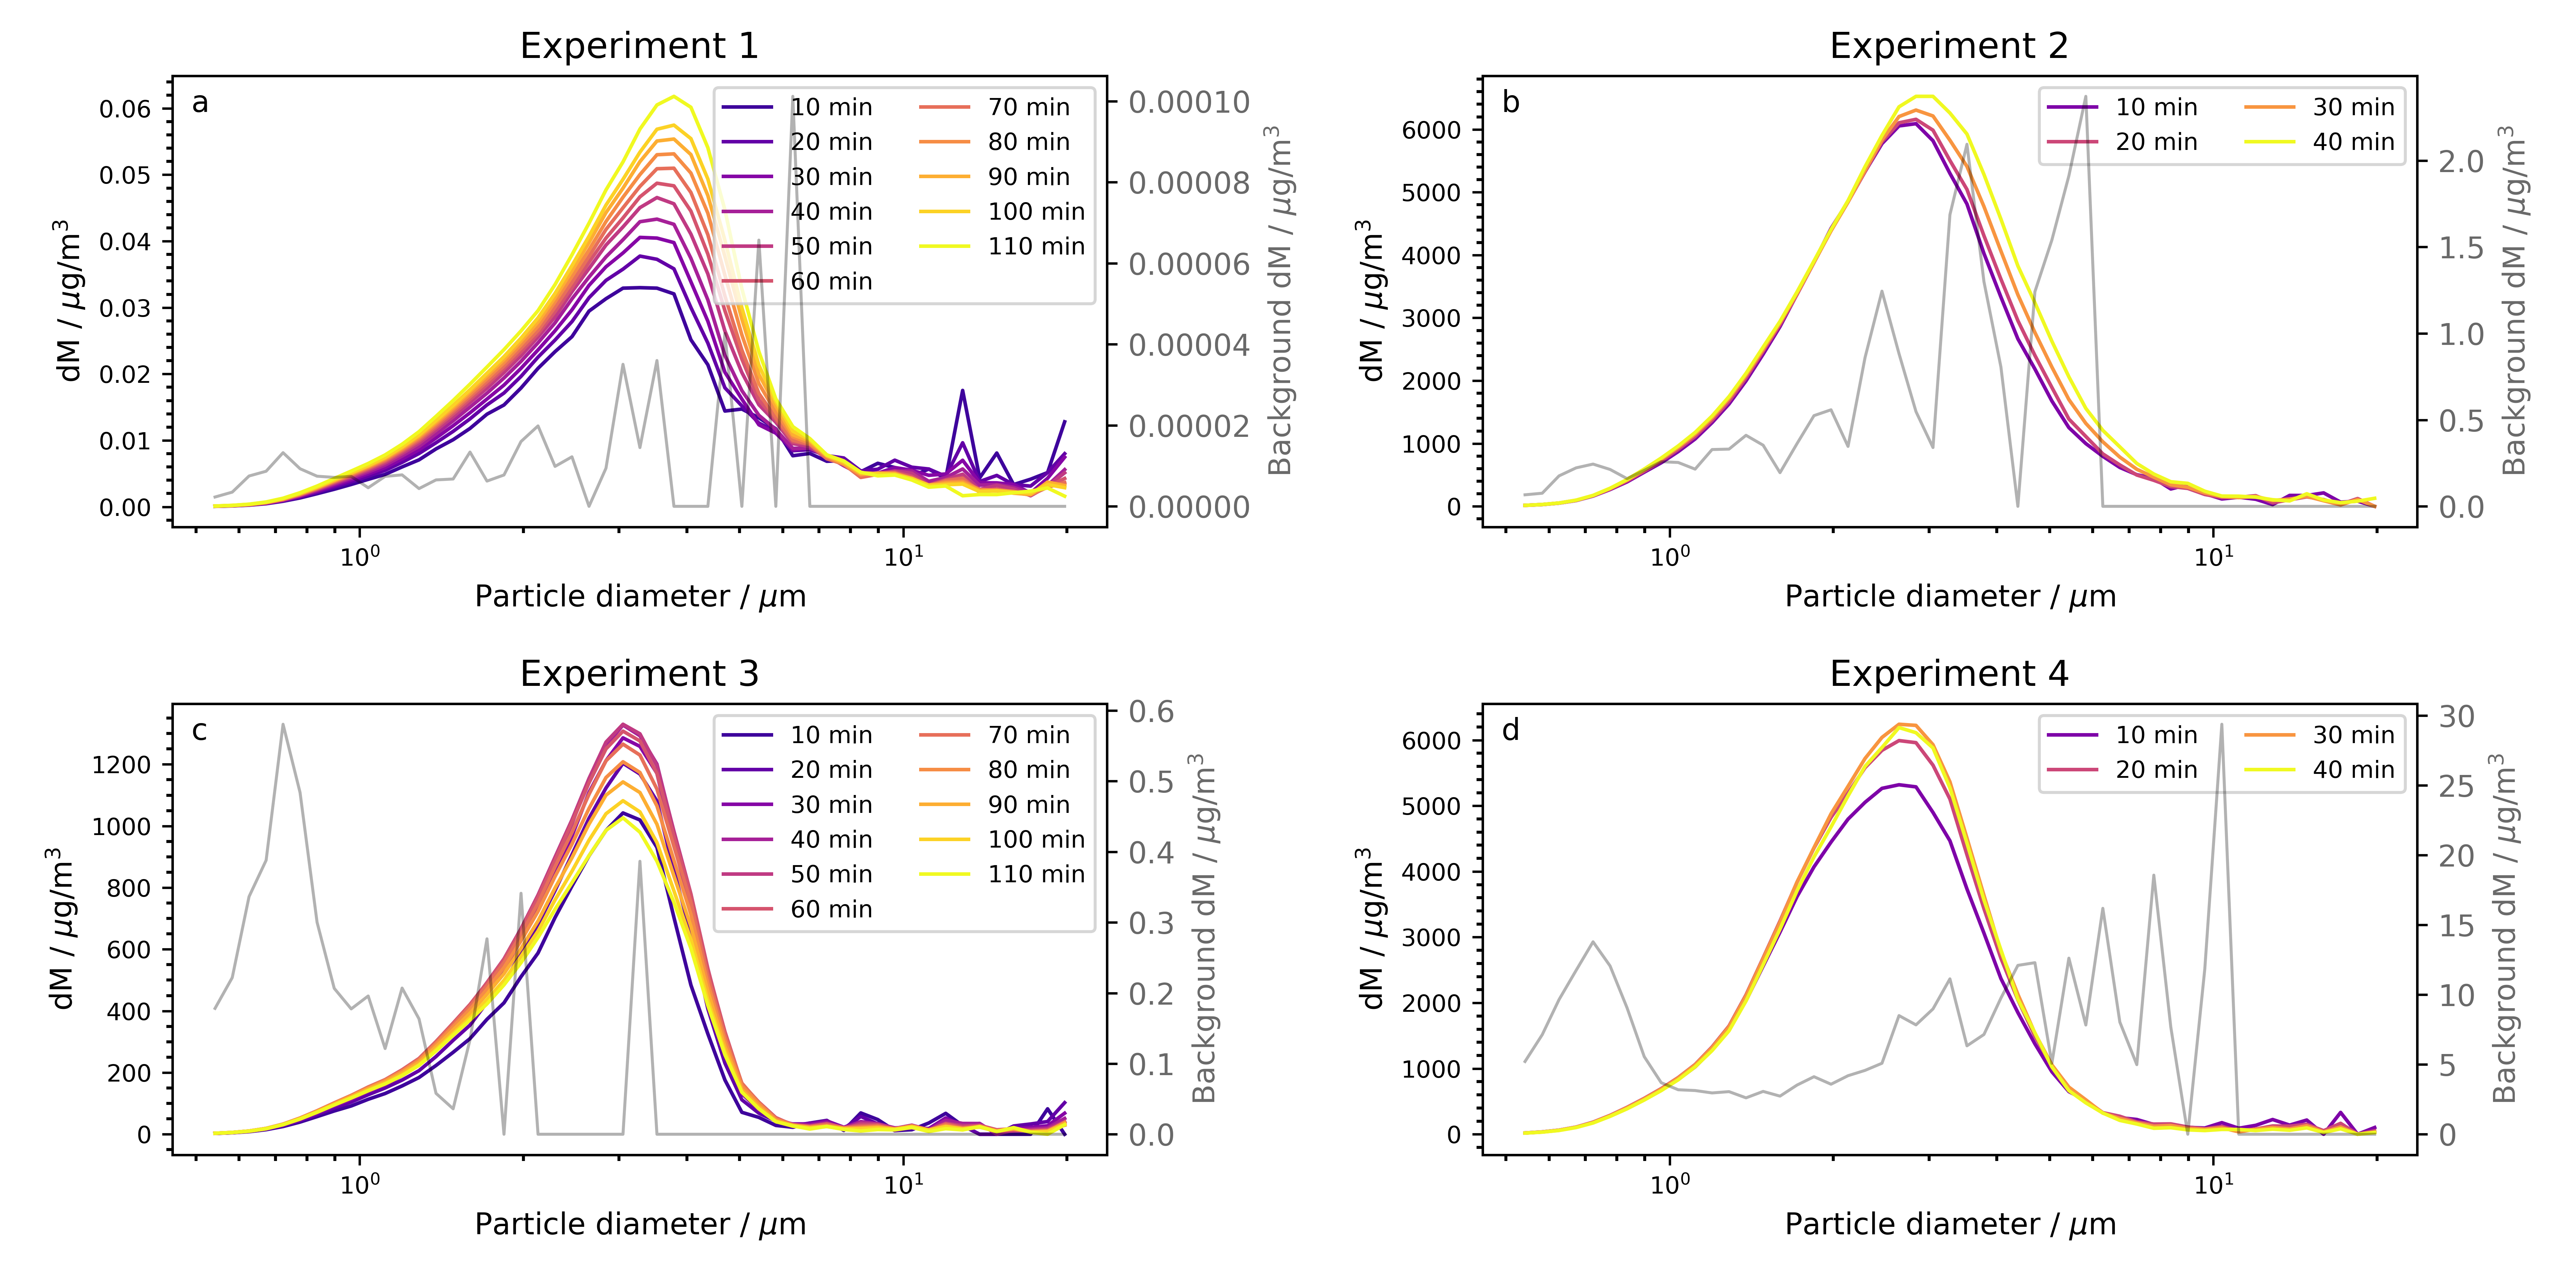 Experiment 1
a
10 min
20 min
30 min
40 min
50 min
60 min
70 min
80 min
90 min
100 min
110 min
0.06
0.05
0.04
0.03
0.02
0.01
0.00
dM / µg/m³
0.00010
0.00008
0.00006
0.00004
0.00002
0.00000
Background dM / µg/m³
10⁰
10¹
Particle diameter / µm
Experiment 2
b
10 min
20 min
30 min
40 min
6000
5000
4000
3000
2000
1000
0
dM / µg/m³
2.0
1.5
1.0
0.5
0.0
Background dM / µg/m³
10⁰
10¹
Particle diameter / µm
Experiment 3
c
10 min
20 min
30 min
40 min
50 min
60 min
70 min
80 min
90 min
100 min
110 min
1200
1000
800
600
400
200
0
dM / µg/m³
0.6
0.5
0.4
0.3
0.2
0.1
0.0
Background dM / µg/m³
10⁰
10¹
Particle diameter / µm
Experiment 4
d
10 min
20 min
30 min
40 min
6000
5000
4000
3000
2000
1000
0
dM / µg/m³
30
25
20
15
10
5
0
Background dM / µg/m³
10⁰
10¹
Particle diameter / µm